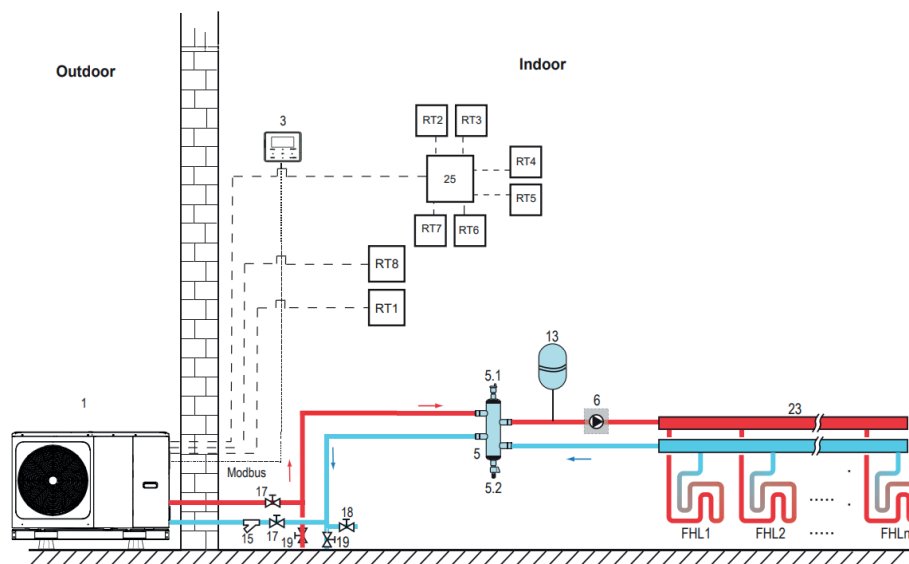 Outdoor
Indoor
3
RT2
RT3
RT4
25
RT5
RT7
RT6
RT8
RT1
13
5.1
6
23
1
5
Modbus
5.2
17
18
15
17
19
19
.....
.....
FHL1
FHL2
FHLn